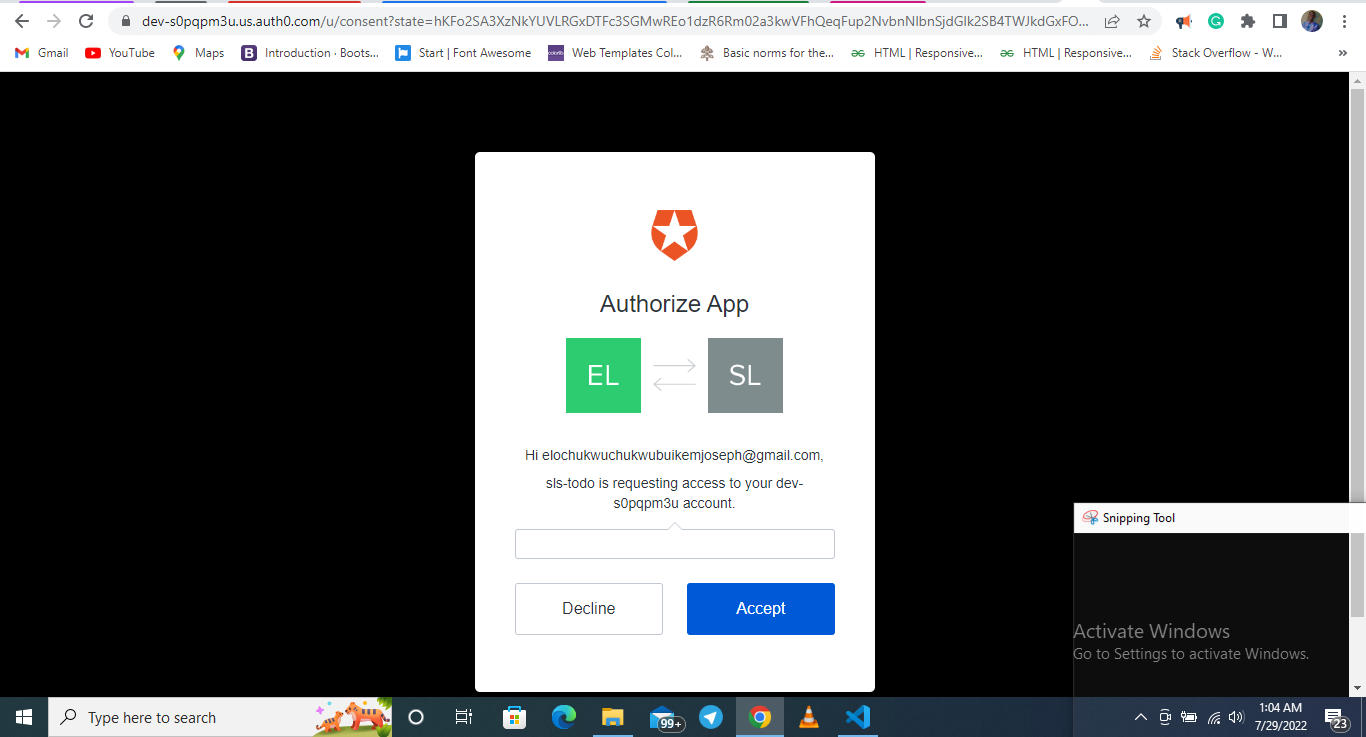 dev-s0pqpm3u.us.auth0.com/u/consent?state=hKFo2SA3XzNkYUVLRGxDTFc3SGMwREo1dzR6Rm02a3kwVFhQeqFup2NvbnNlbnSjdGlk2SB4TWJkdGxFO...
Gmail YouTube Maps B Introduction · Boots... Start | Font Awesome colorlib Web Templates Col... Basic norms for the... HTML | Responsive... HTML | Responsive... Stack Overflow - W... »
Authorize App
EL SL
Hi elochukwuchukwubuikemjoseph@gmail.com,
sls-todo is requesting access to your dev-
s0pqpm3u account.
Decline Accept
Snipping Tool
Activate Windows
Go to Settings to activate Windows.
Type here to search
99+
1:04 AM
7/29/2022
23